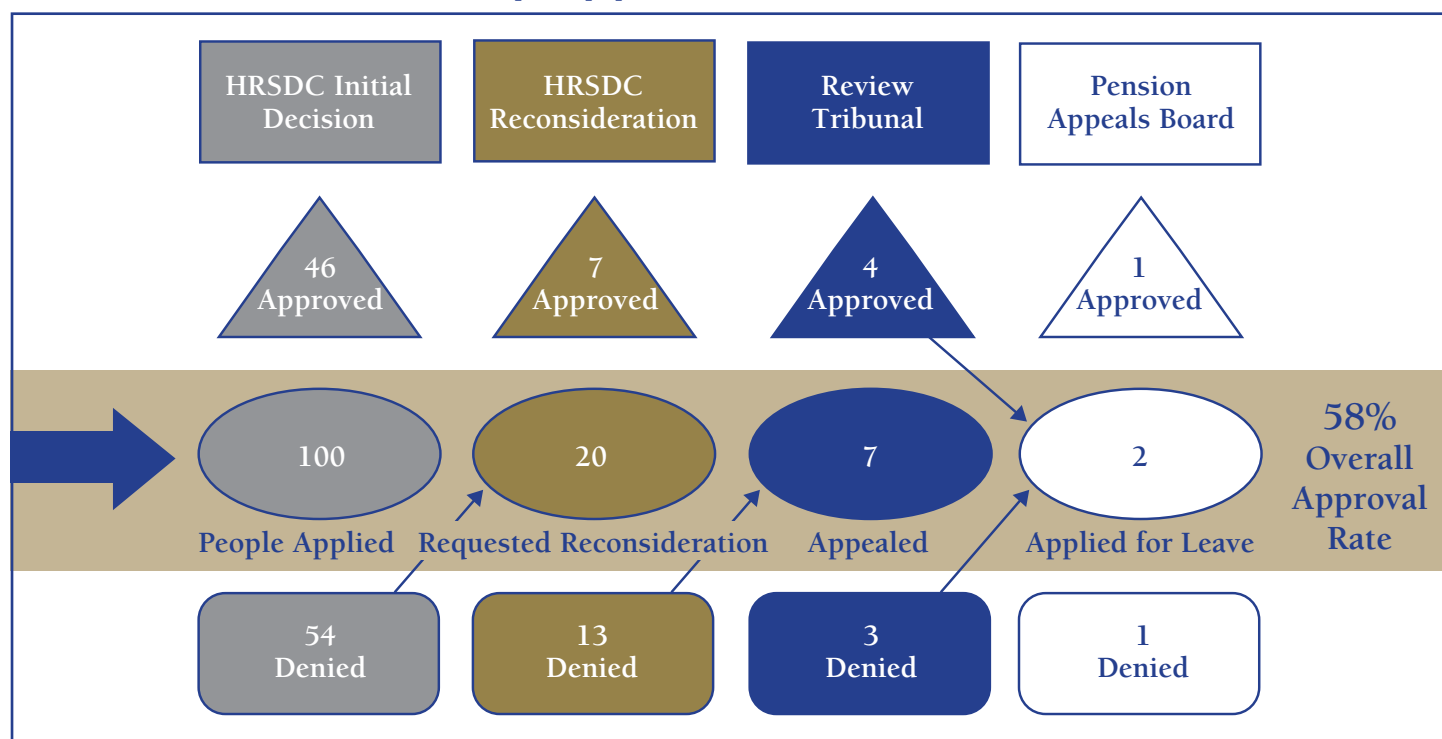 HRSDC Initial
Decision
HRSDC
Reconsideration
Review
Tribunal
Pension
Appeals Board
46
Approved
7
Approved
4
Approved
1
Approved
100
20
7
2
People Applied
Requested Reconsideration
Appealed
Applied for Leave
58%
Overall
Approval
Rate
54
Denied
13
Denied
3
Denied
1
Denied